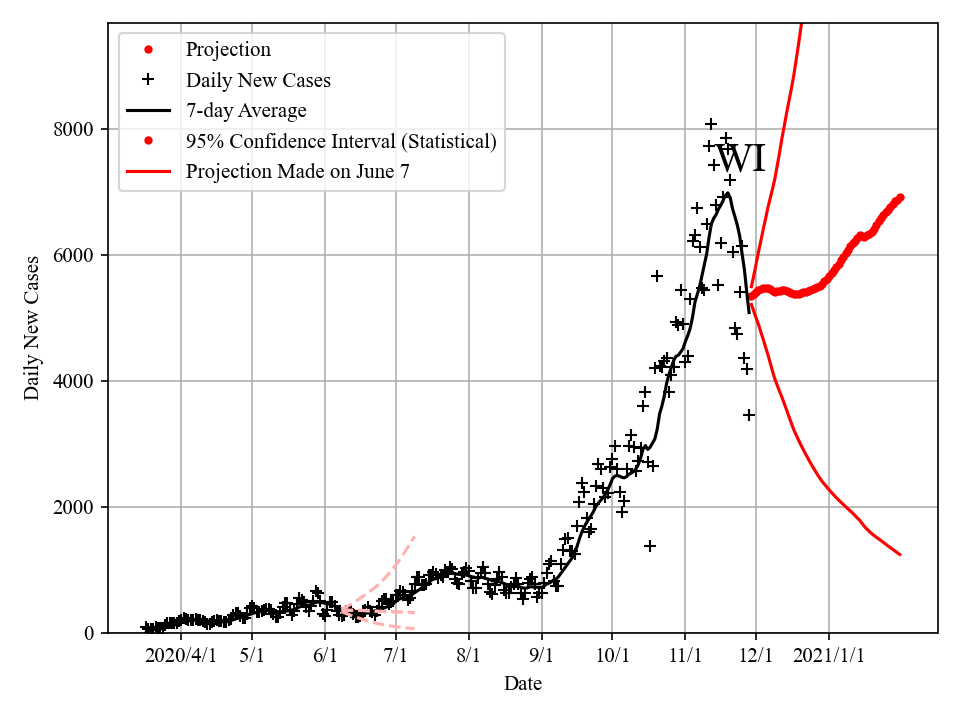 Projection
Daily New Cases
7-day Average
95% Confidence Interval (Statistical)
Projection Made on June 7
WI
8000
6000
4000
2000
0
Daily New Cases
2020/4/1 5/1 6/1 7/1 8/1 9/1 10/1 11/1 12/1 2021/1/1
Date